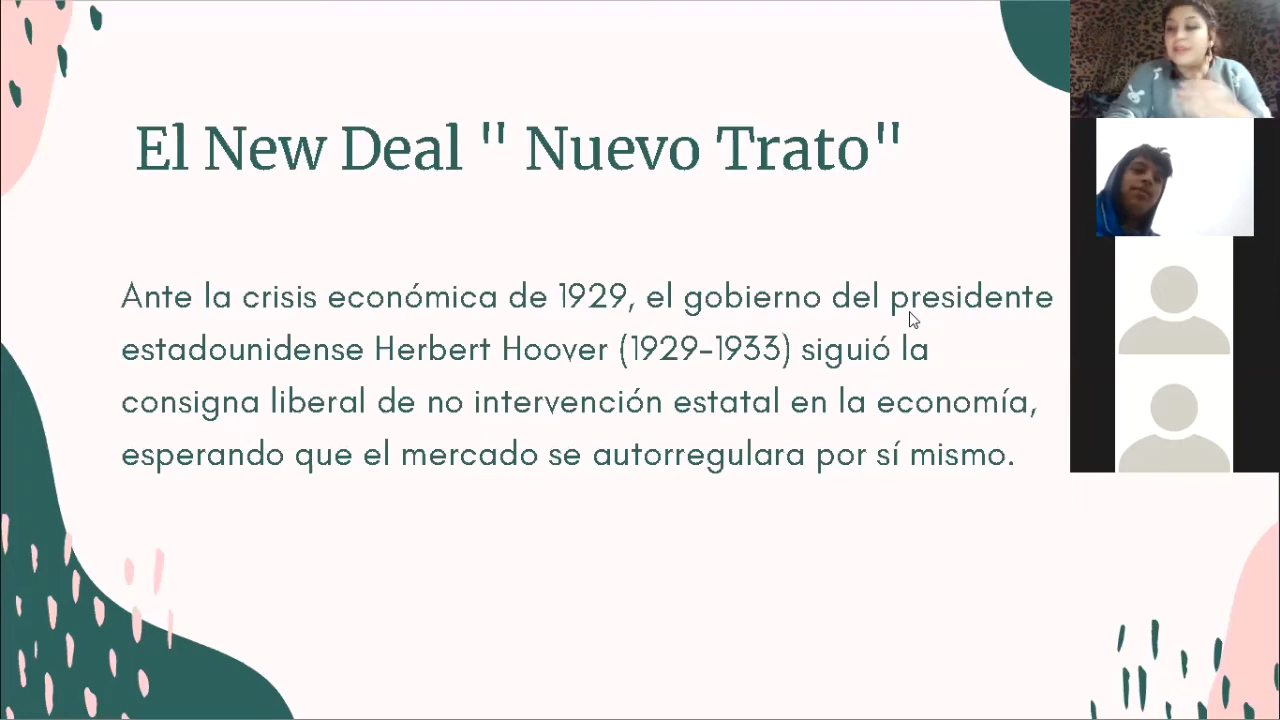 El New Deal " Nuevo Trato"
Ante la crisis económica de 1929, el gobierno del presidente
estadounidense Herbert Hoover (1929-1933) siguió la
consigna liberal de no intervención estatal en la economía,
esperando que el mercado se autorregulara por sí mismo.